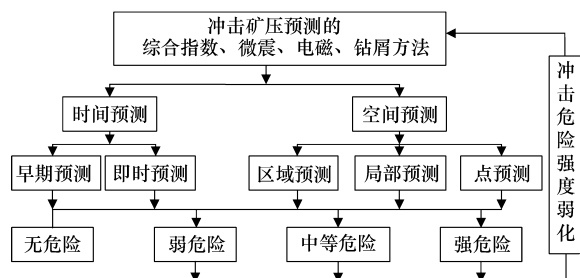 冲击矿压预测的
综合指数、微震、电磁、钻屑方法
时间预测
空间预测
早期预测
即时预测
区域预测
局部预测
点预测
无危险
弱危险
中等危险
强危险
冲击危险强度弱化